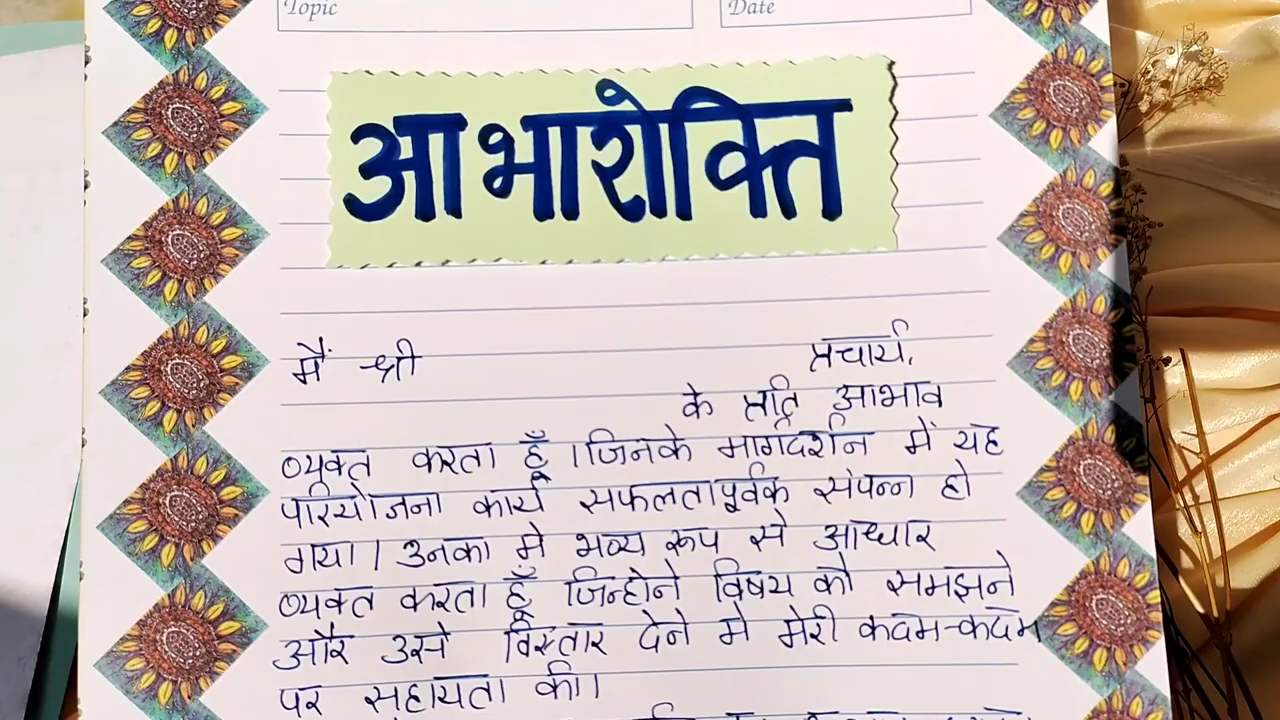 Topic Date
आभारोक्ति
मैं श्री प्रचार्य,
के प्रति आभाव
व्यक्त करता हूँ । जिनके मार्गदर्शन में यह
परियोजना कार्य सफलतापूर्वक संपन्न हो
गया । उनका मे भव्य रूप से आधार
व्यक्त करता हूँ जिन्होने विषय को समझने
और उसे विस्तार देने मे मेरी कदम-कदम
पर सहायता की।